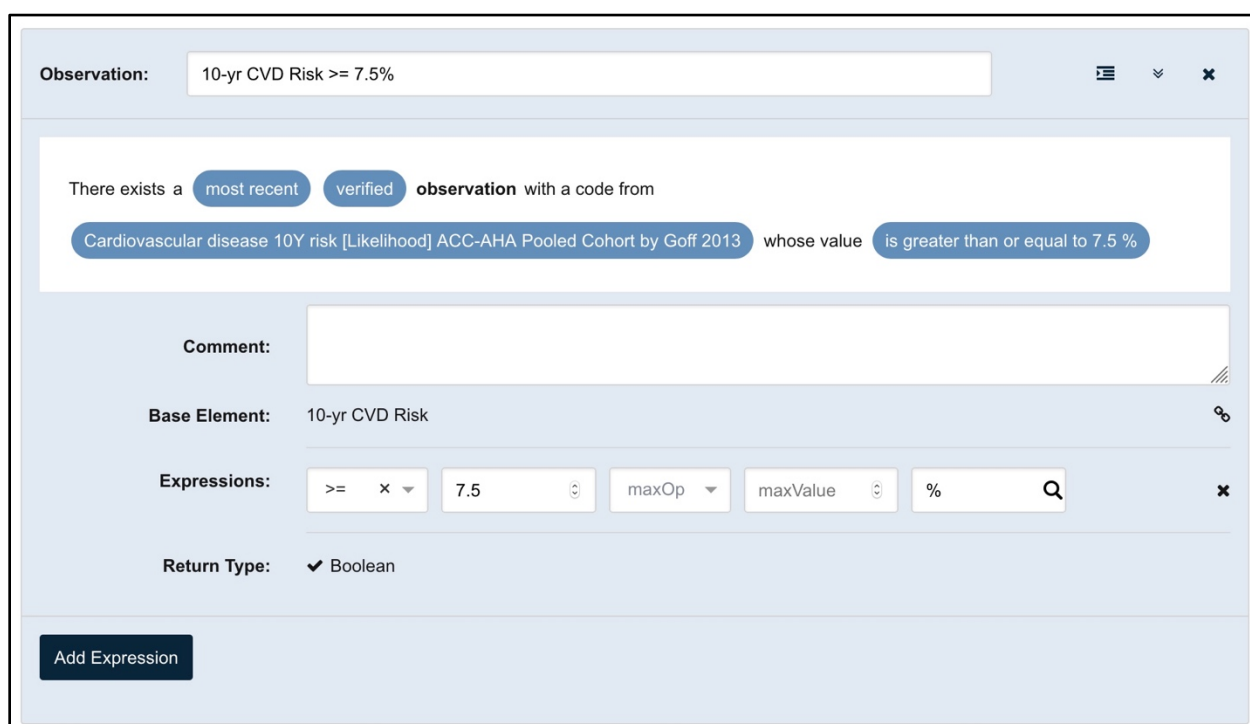 Observation: 10-yr CVD Risk >= 7.5%
There exists a most recent verified observation with a code from
Cardiovascular disease 10Y risk [Likelihood] ACC-AHA Pooled Cohort by Goff 2013 whose value is greater than or equal to 7.5 %
Comment:
Base Element: 10-yr CVD Risk
Expressions: >= 7.5 maxOp maxValue %
Return Type: Boolean
Add Expression